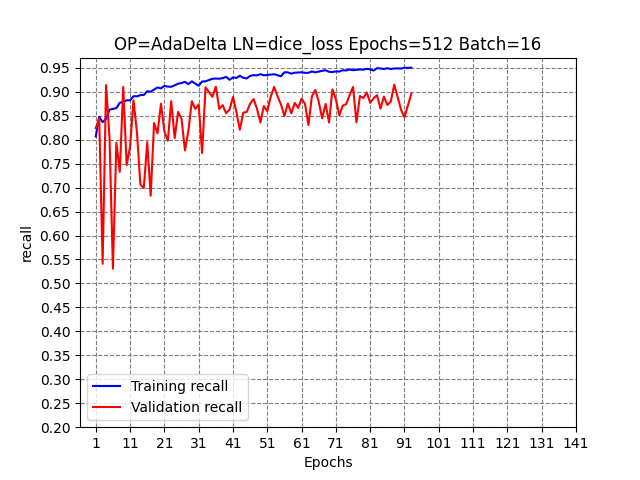 OP=AdaDelta LN=dice_loss Epochs=512 Batch=16
0.95
0.90
0.85
0.80
0.75
0.70
0.65
0.60
0.55
0.50
0.45
0.40
0.35
0.30
0.25
0.20
recall
Training recall
Validation recall
1 11 21 31 41 51 61 71 81 91 101 111 121 131 141
Epochs